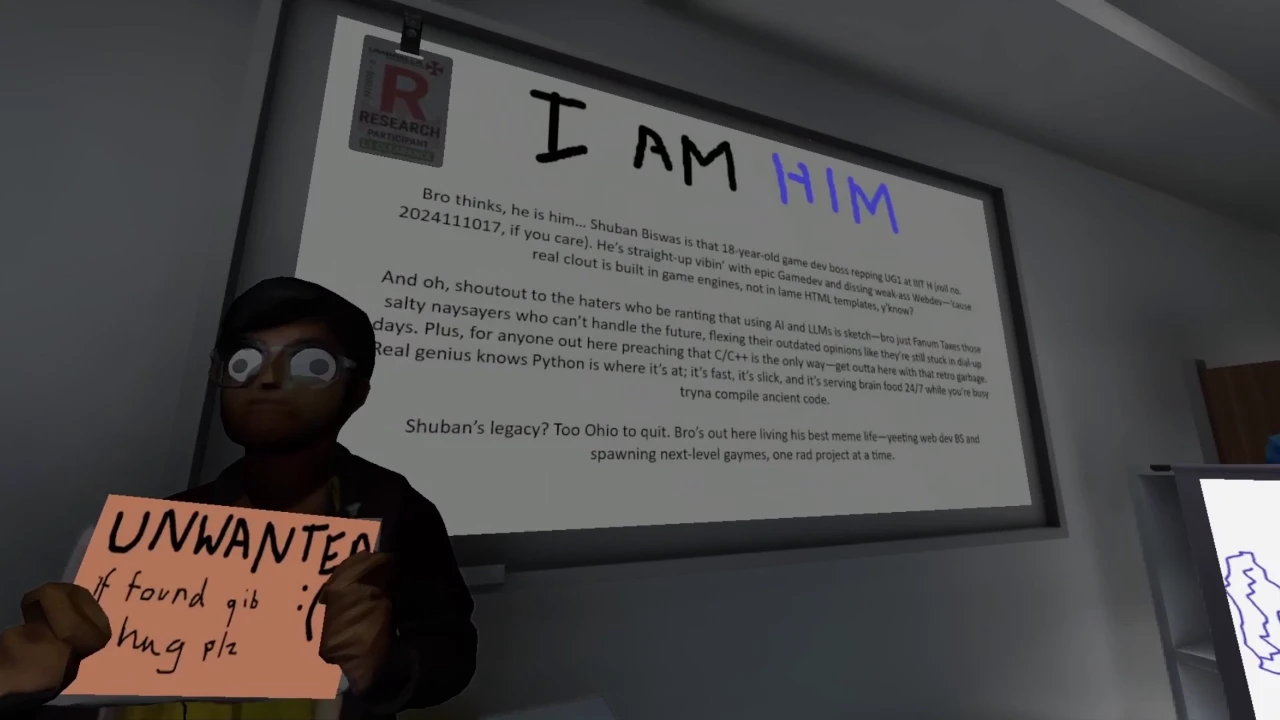 R
RESEARCH
PARTICIPANT
I AM HIM
Bro thinks, he is him... Shuban Biswas is that 18-year-old game dev boss repping UG1 at IIIT H (roll no.
2024111017, if you care). He's straight-up vibin' with epic Gamedev and dissing weak-ass Webdev—'cause
real clout is built in game engines, not in lame HTML templates, y'know?
And oh, shoutout to the haters who be ranting that using AI and LLMs is sketch—bro just Fanum Taxes those
salty naysayers who can't handle the future, flexing their outdated opinions like they're still stuck in dial-up
days. Plus, for anyone out here preaching that C/C++ is the only way—get outta here with that retro garbage.
Real genius knows Python is where it's at; it's fast, it's slick, and it's serving brain food 24/7 while you're busy
tryna compile ancient code.
Shuban's legacy? Too Ohio to quit. Bro's out here living his best meme life—yeeting web dev BS and
spawning next-level gaymes, one rad project at a time.
UNWANTED
if found gib :(
hug plz